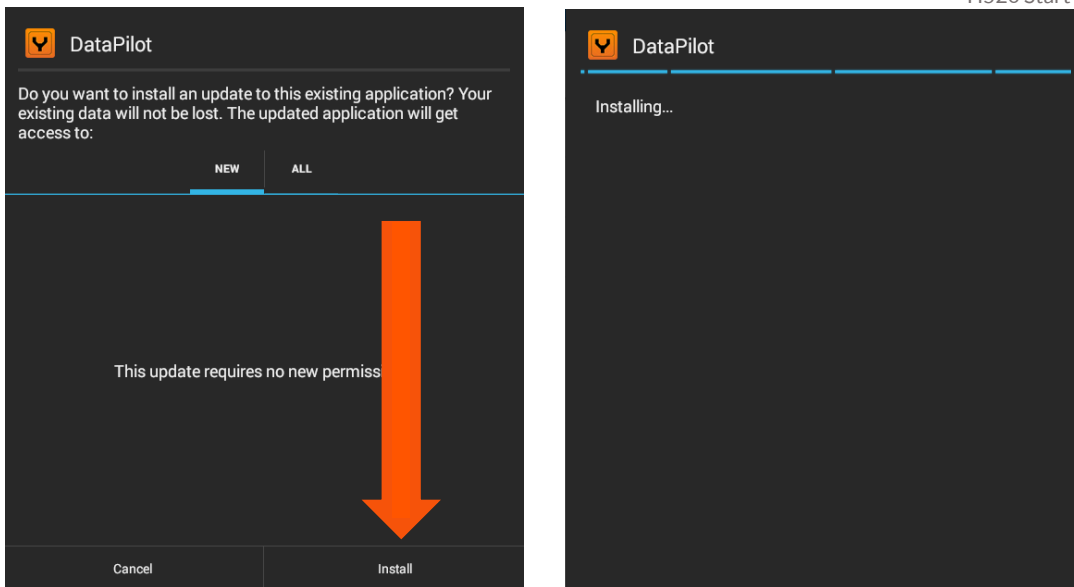 DataPilot
Do you want to install an update to this existing application? Your
existing data will not be lost. The updated application will get
access to:
NEW ALL
This update requires no new permiss
Cancel Install
DataPilot
Installing...